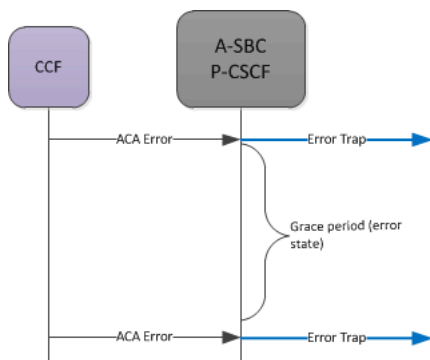 CCF
A-SBC
P-CSCF
ACA Error
Error Trap
Grace period (error
state)
ACA Error
Error Trap